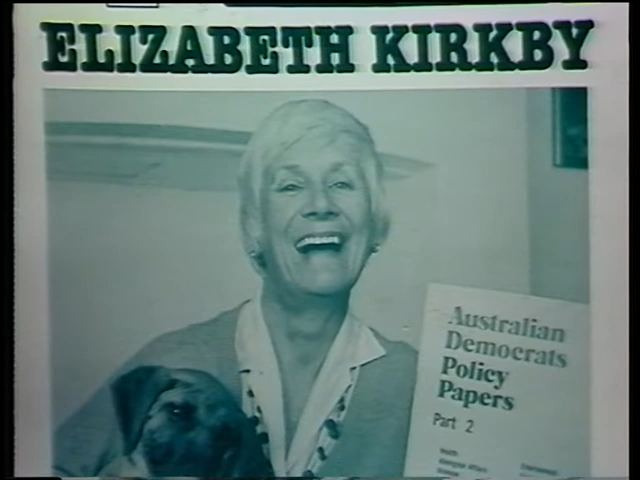 ELIZABETH KIRKBY
Australian
Democrats
Policy
Papers
Part 2